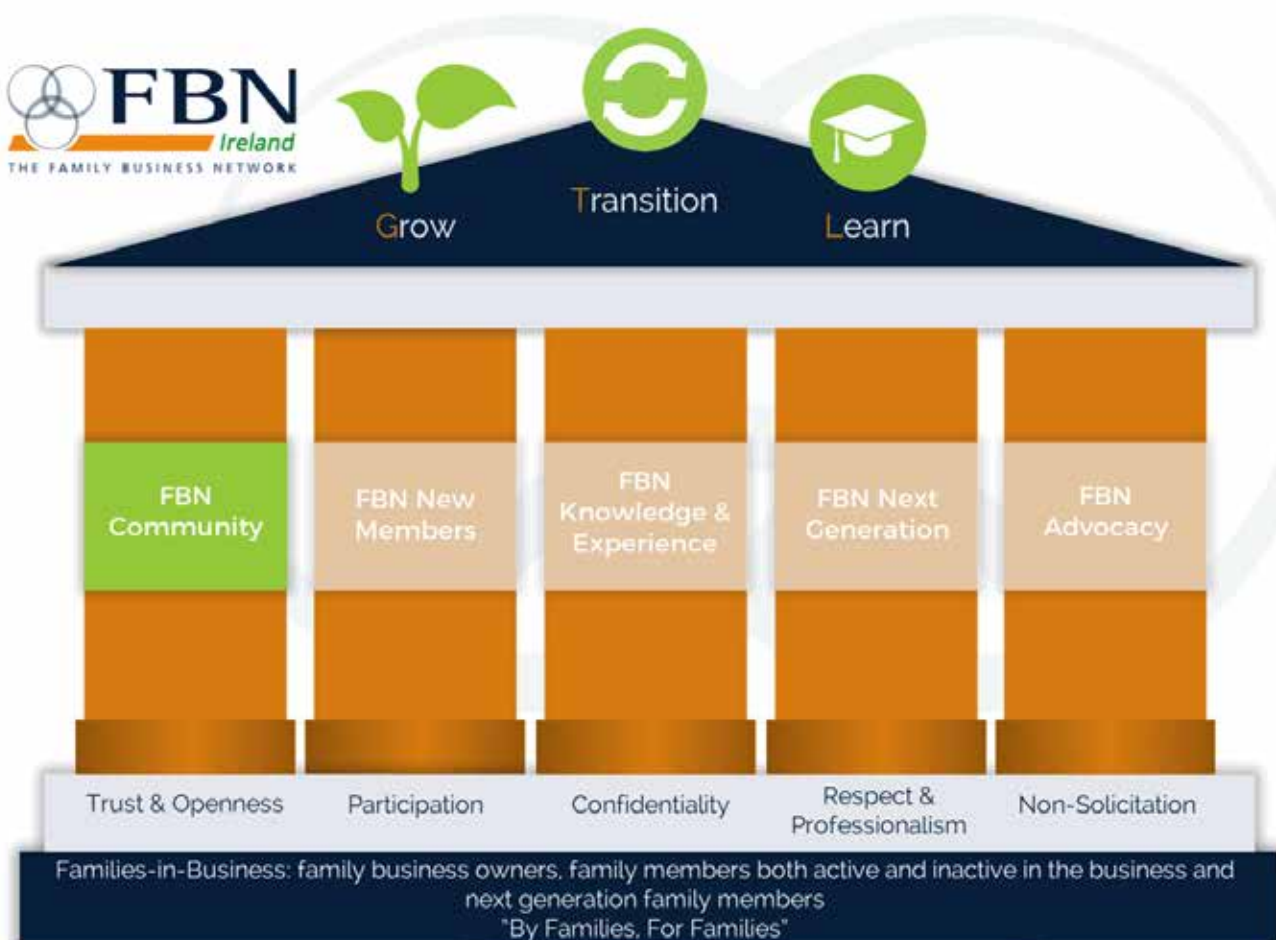 FBN
Ireland
THE FAMILY BUSINESS NETWORK
Grow
Transition
Learn
FBN
Community
FBN New
Members
FBN
Knowledge &
Experience
FBN Next
Generation
FBN
Advocacy
Trust & Openness
Participation
Confidentiality
Respect &
Professionalism
Non-Solicitation
Families-in-Business: family business owners, family members both active and inactive in the business and
next generation family members
"By Families, For Families"